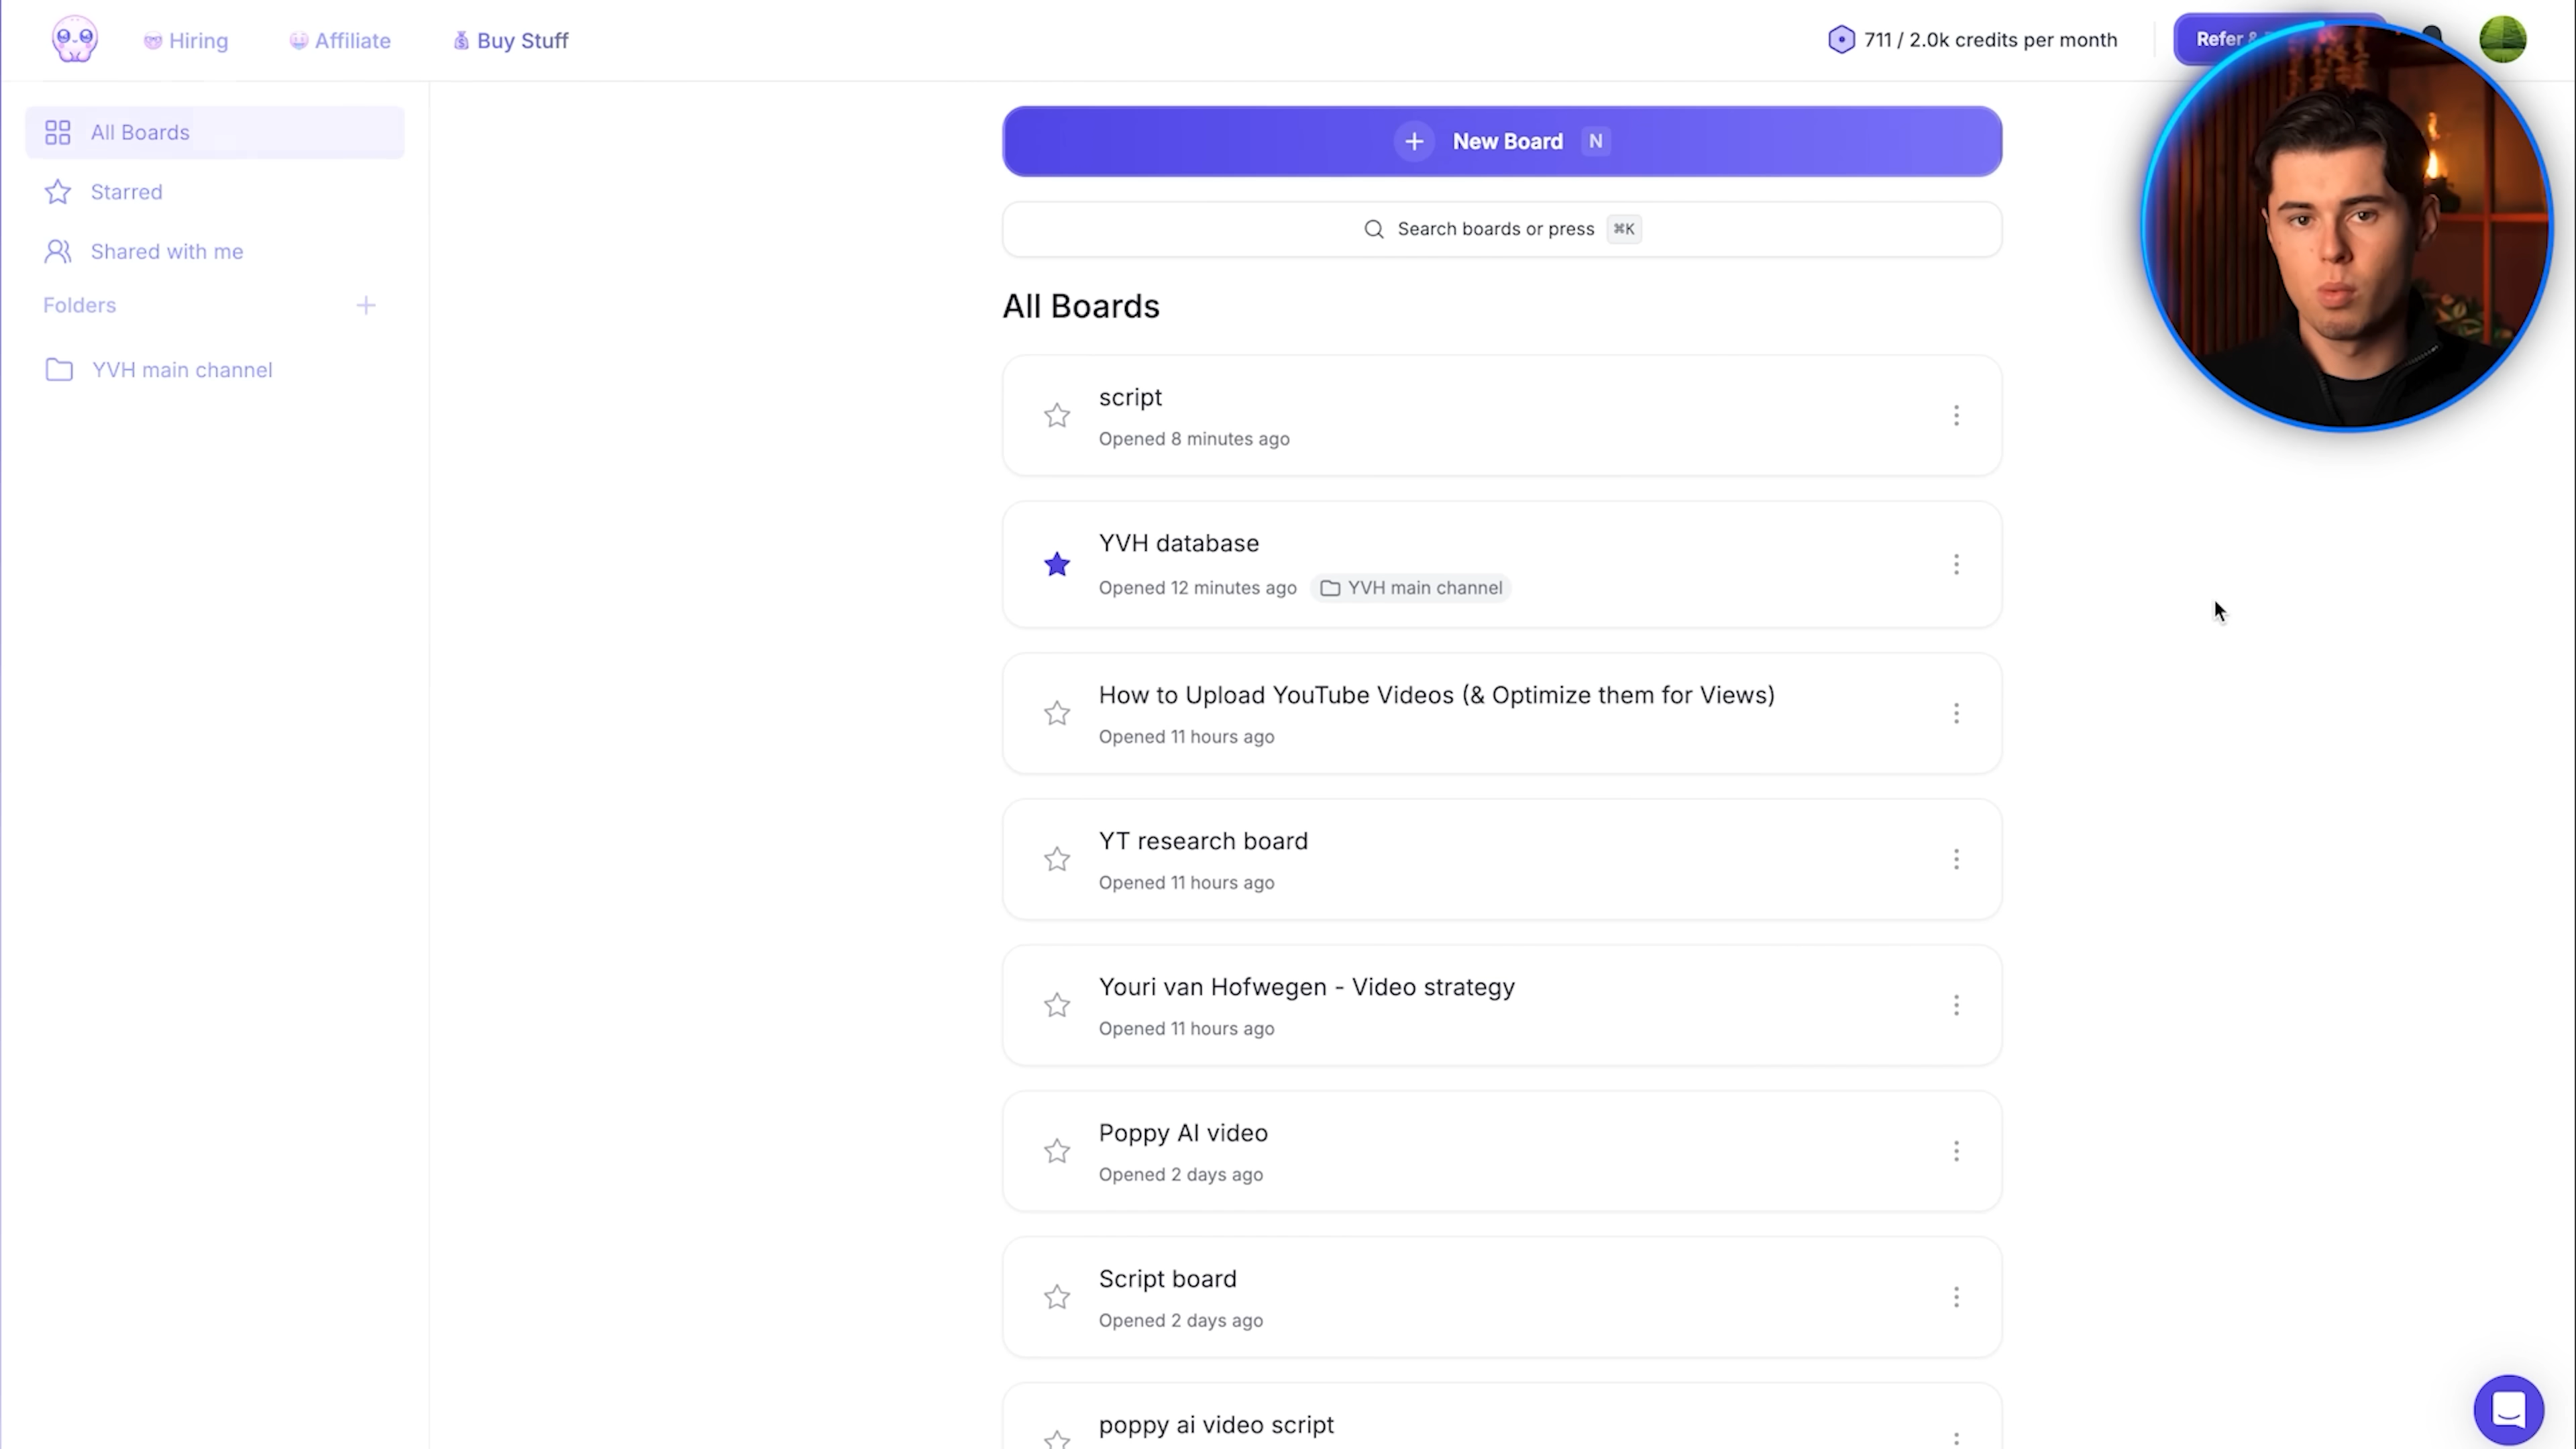 Hiring
Affiliate
Buy Stuff
711 / 2.0k credits per month
Refer &
All Boards
Starred
Shared with me
Folders
YVH main channel
New Board N
Search boards or press ⌘K
All Boards
script
Opened 8 minutes ago
YVH database
Opened 12 minutes ago YVH main channel
How to Upload YouTube Videos (& Optimize them for Views)
Opened 11 hours ago
YT research board
Opened 11 hours ago
Youri van Hofwegen - Video strategy
Opened 11 hours ago
Poppy AI video
Opened 2 days ago
Script board
Opened 2 days ago
poppy ai video script